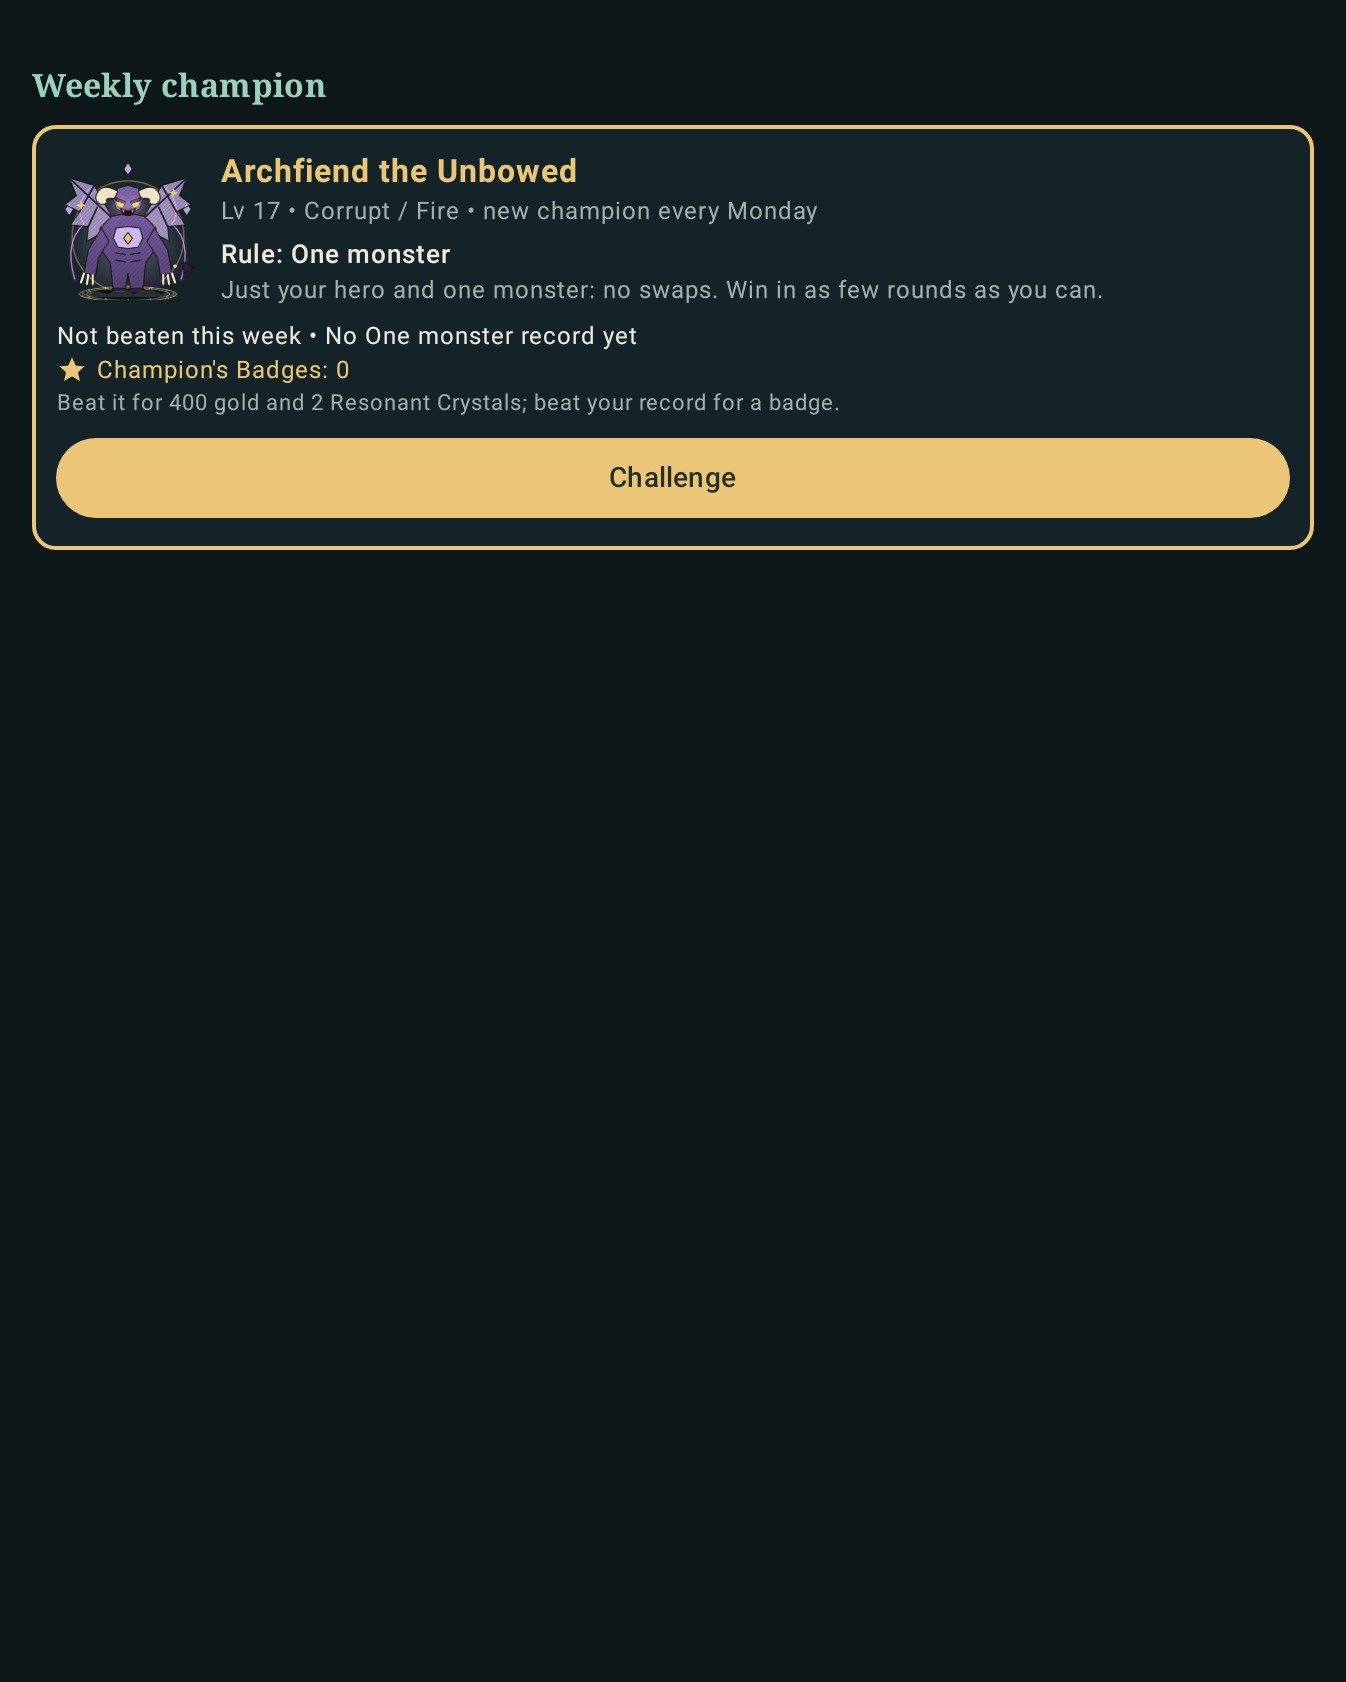 Weekly champion
Archfiend the Unbowed
Lv 17 • Corrupt / Fire • new champion every Monday
Rule: One monster
Just your hero and one monster: no swaps. Win in as few rounds as you can.
Not beaten this week • No One monster record yet
Champion's Badges: 0
Beat it for 400 gold and 2 Resonant Crystals; beat your record for a badge.
Challenge